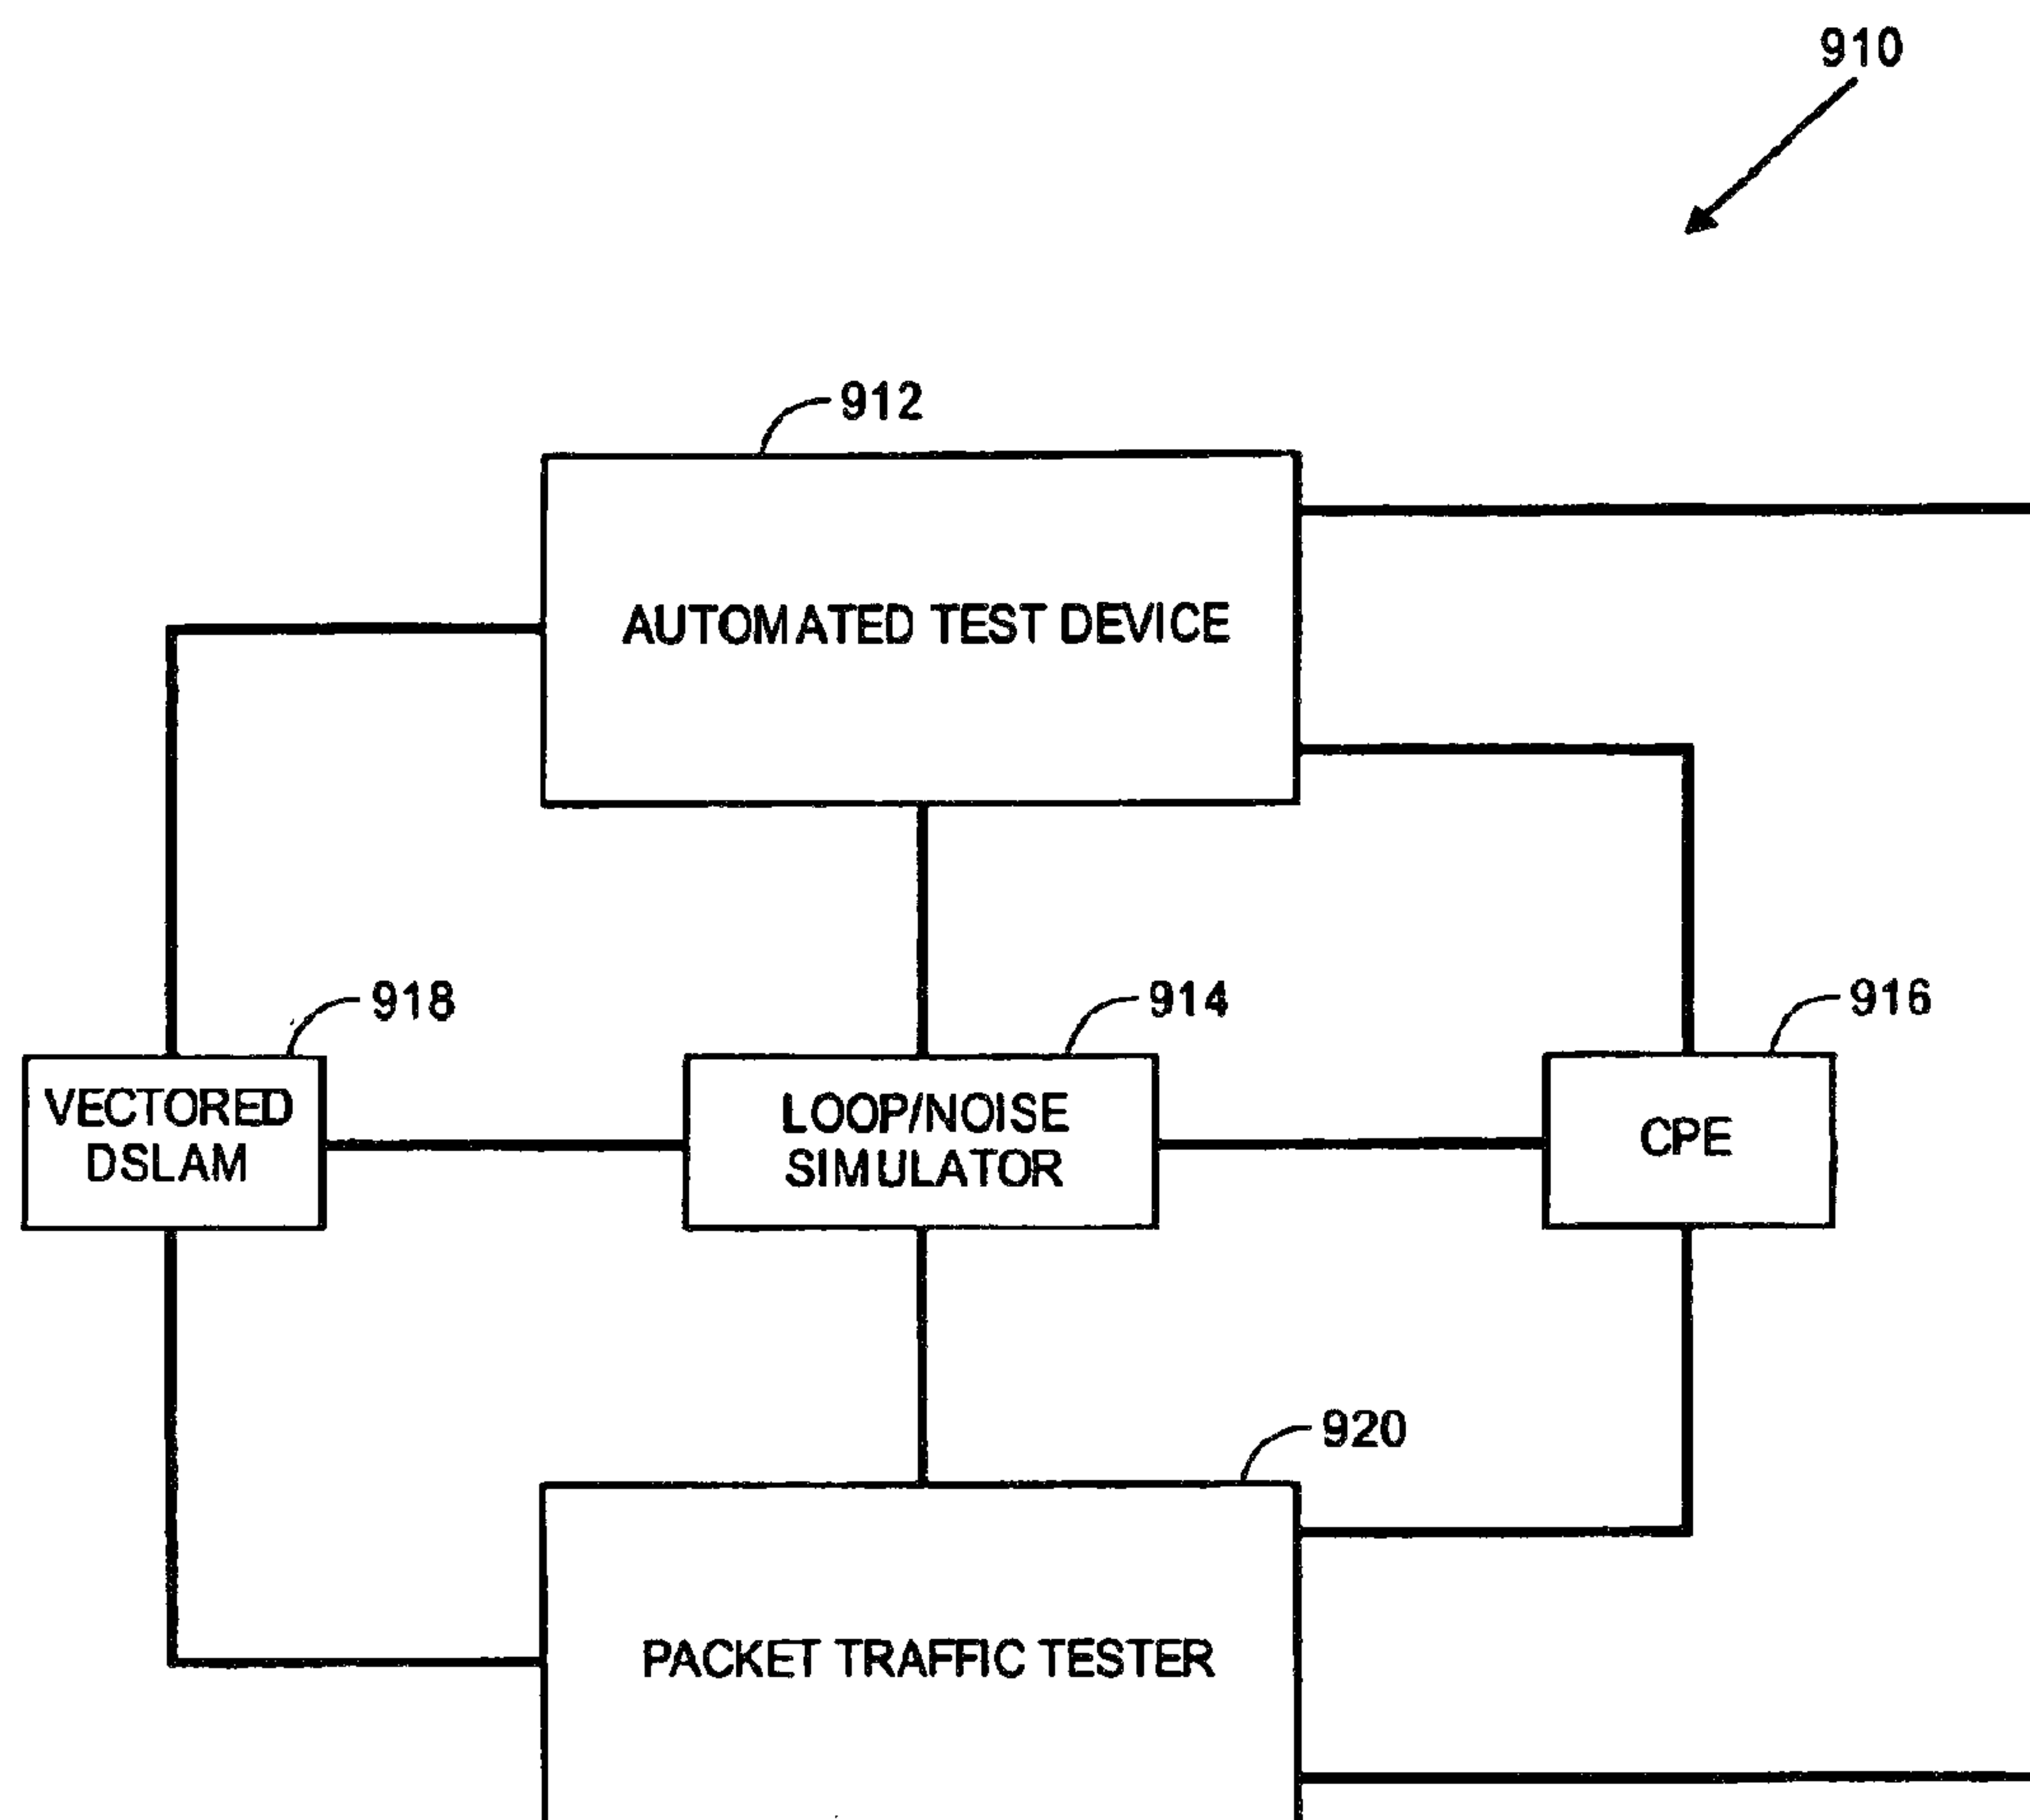 910
912
AUTOMATED TEST DEVICE
918
914
916
VECTORED
DSLAM
LOOP/NOISE
SIMULATOR
CPE
920
PACKET TRAFFIC TESTER